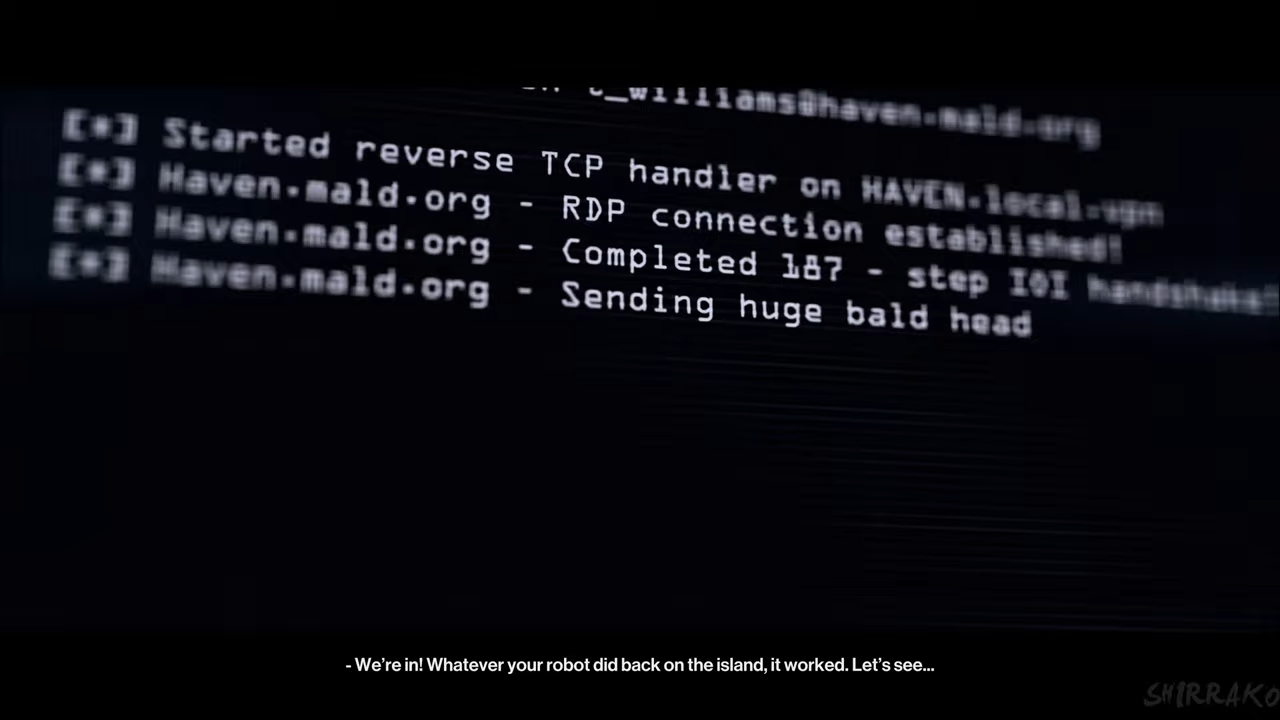 t_williams@haven-mald-org
[*] Started reverse TCP handler on HAVEN-local-vpn
[*] Haven.mald.org - RDP connection established!
[*] Haven.mald.org - Completed 187 - step IOI handshake!
[*] Haven.mald.org - Sending huge bald head
- We're in! Whatever your robot did back on the island, it worked. Let's see...
SHIRRAKO